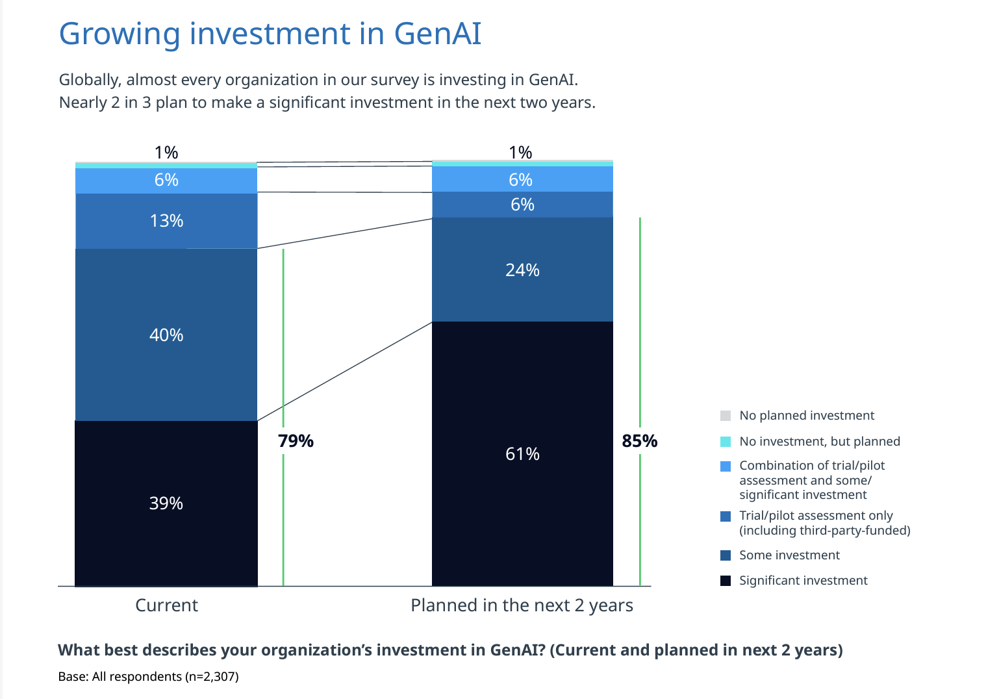 Growing investment in GenAI
Globally, almost every organization in our survey is investing in GenAI.
Nearly 2 in 3 plan to make a significant investment in the next two years.
1%
6%
13%
40%
39%
79%
Current
1%
6%
6%
24%
61%
85%
Planned in the next 2 years
No planned investment
No investment, but planned
Combination of trial/pilot
assessment and some/
significant investment
Trial/pilot assessment only
(including third-party-funded)
Some investment
Significant investment
What best describes your organization’s investment in GenAI? (Current and planned in next 2 years)
Base: All respondents (n=2,307)